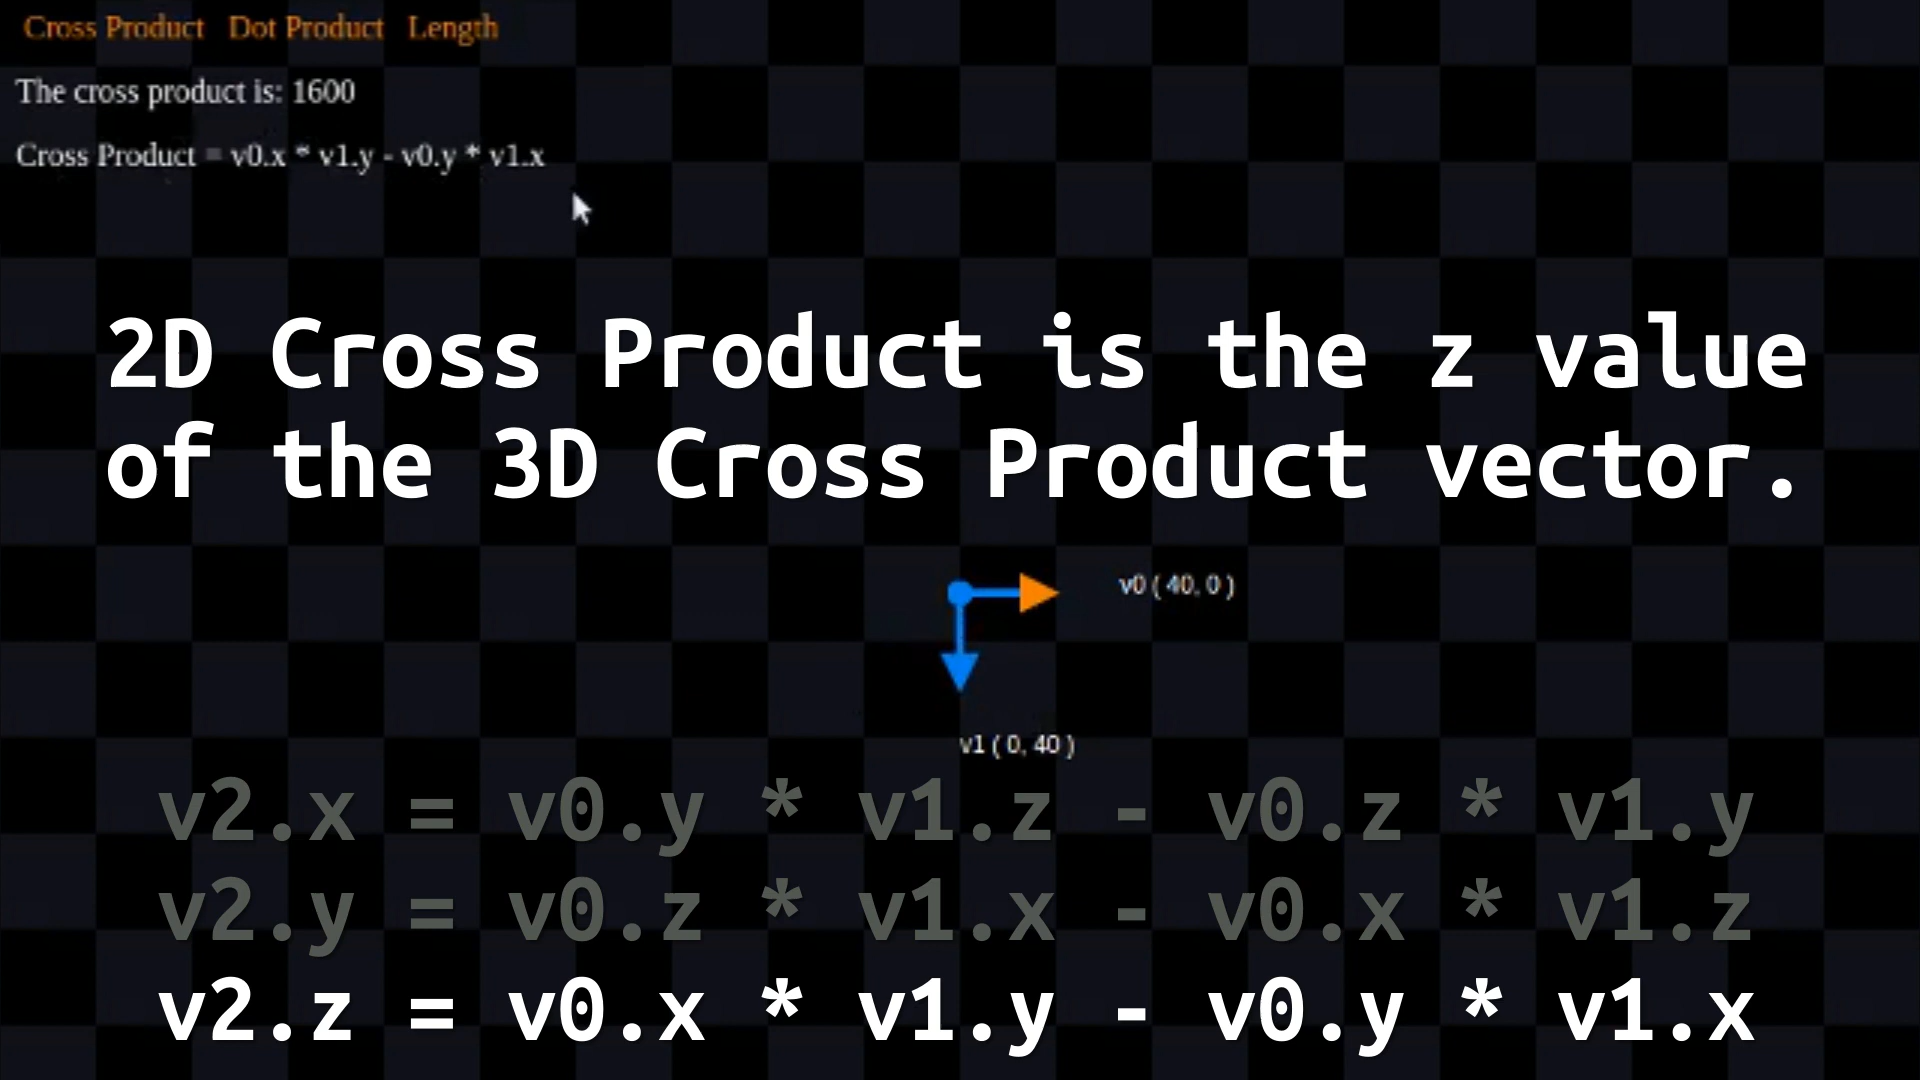 Cross Product Dot Product Length
The cross product is: 1600
Cross Product = v0.x * v1.y - v0.y * v1.x
2D Cross Product is the z value
of the 3D Cross Product vector.
v0 ( 40, 0 )
v1 ( 0, 40 )
v2.x = v0.y * v1.z - v0.z * v1.y
v2.y = v0.z * v1.x - v0.x * v1.z
v2.z = v0.x * v1.y - v0.y * v1.x